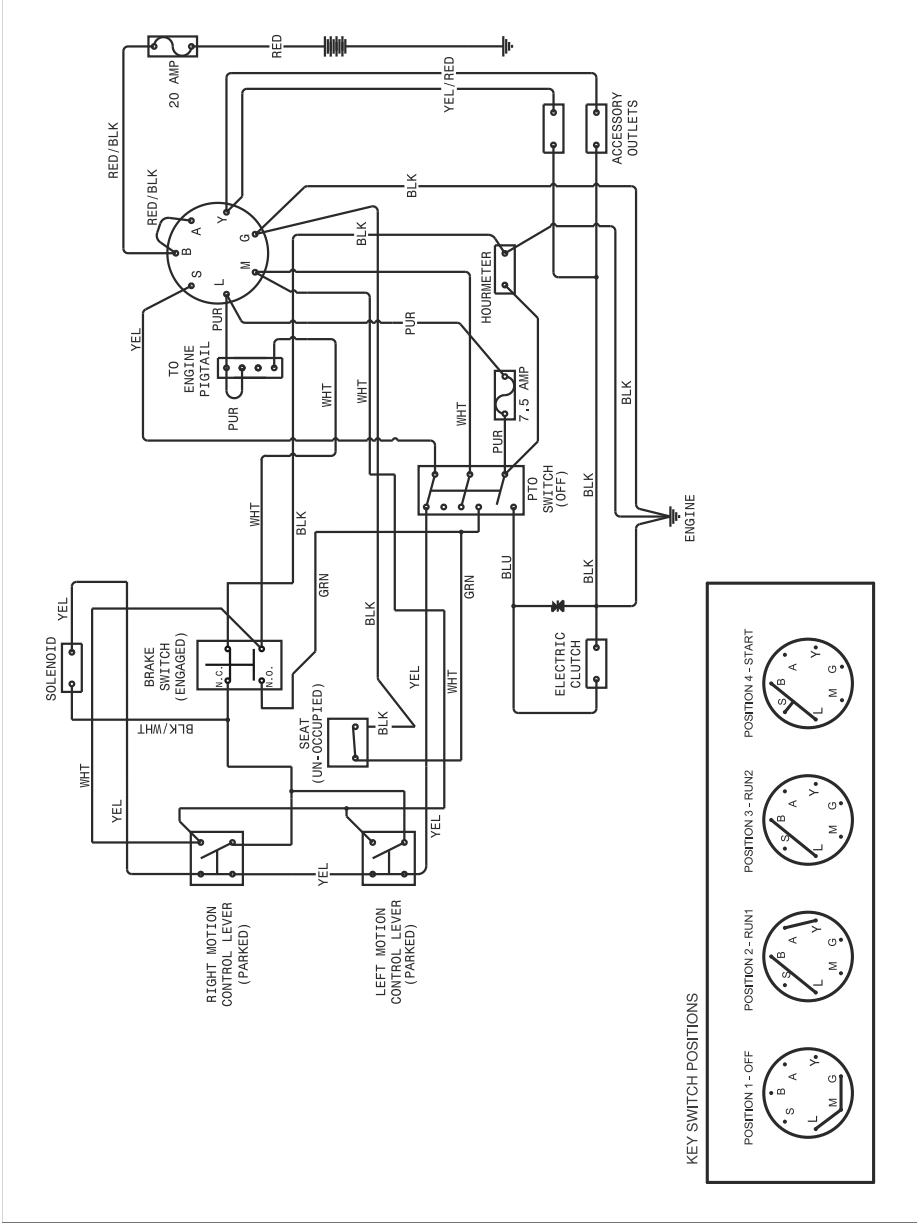 20 AMP
RED
RED/BLK
RED/BLK
YEL/RED
ACCESSORY
OUTLETS
BLK
BLK
B
A
Y
S
G
L
M
YEL
PUR
TO
ENGINE
PIGTAIL
PUR
WHT
WHT
PUR
HOURMETER
WHT
7.5 AMP
PUR
PTO
SWITCH
(OFF)
BLK
BLK
ENGINE
WHT
BLK
GRN
BLK
BLU
GRN
BLK
SOLENOID
YEL
BRAKE
SWITCH
(ENGAGED)
N.C.
N.O.
BLK/WHT
SEAT
(UN-OCCUPIED)
BLK
YEL
WHT
ELECTRIC
CLUTCH
WHT
YEL
YEL
YEL
RIGHT MOTION
CONTROL LEVER
(PARKED)
LEFT MOTION
CONTROL LEVER
(PARKED)
KEY SWITCH POSITIONS
POSITION 1 - OFF
S
B
A
Y
L
M
G
POSITION 2 - RUN1
S
B
A
Y
L
M
G
POSITION 3 - RUN2
S
B
A
Y
L
M
G
POSITION 4 - START
S
B
A
Y
L
M
G